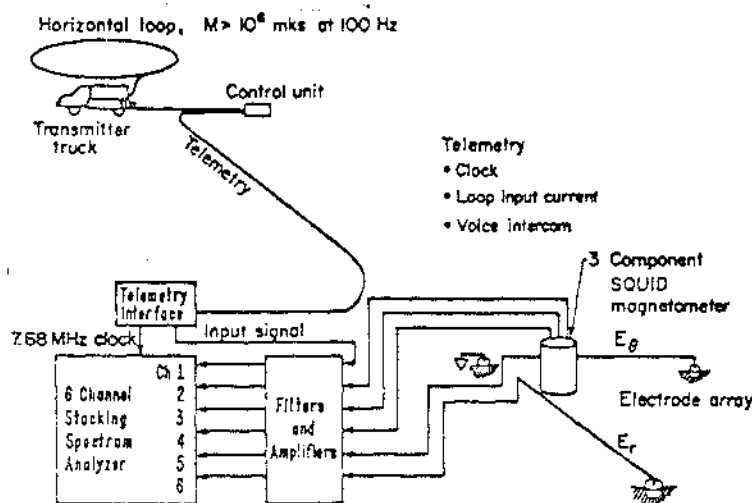 Horizontal loop, M > 10⁶ mks at 100 Hz
Control unit
Transmitter
truck
Telemetry
Telemetry
• Clock
• Loop input current
• Voice intercom
3 Component
SQUID
magnetometer
Telemetry
Interface
7.68 MHz clock
Input signal
Eθ
Electrode array
Er
6 Channel
Stacking
Spectrum
Analyzer
Ch 1
2
3
4
5
6
Filters
and
Amplifiers